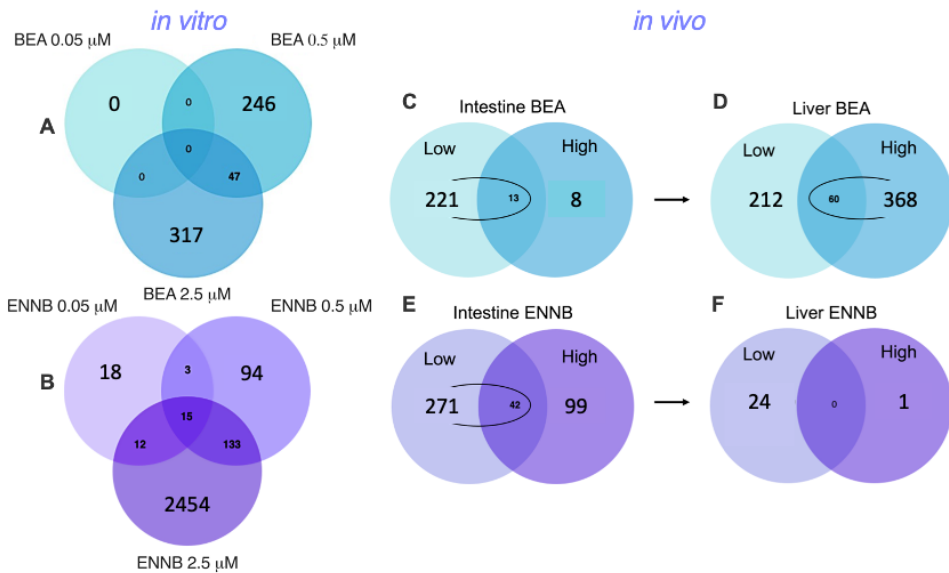 in vitro
in vivo
BEA 0.05 μM
BEA 0.5 μM
A
0
0
246
0
0
47
317
BEA 2.5 μM
ENNB 0.05 μM
ENNB 0.5 μM
B
18
3
94
15
12
133
2454
ENNB 2.5 μM
C
Intestine BEA
Low
High
221
13
8
D
Liver BEA
Low
High
212
60
368
E
Intestine ENNB
Low
High
271
42
99
F
Liver ENNB
Low
High
24
0
1